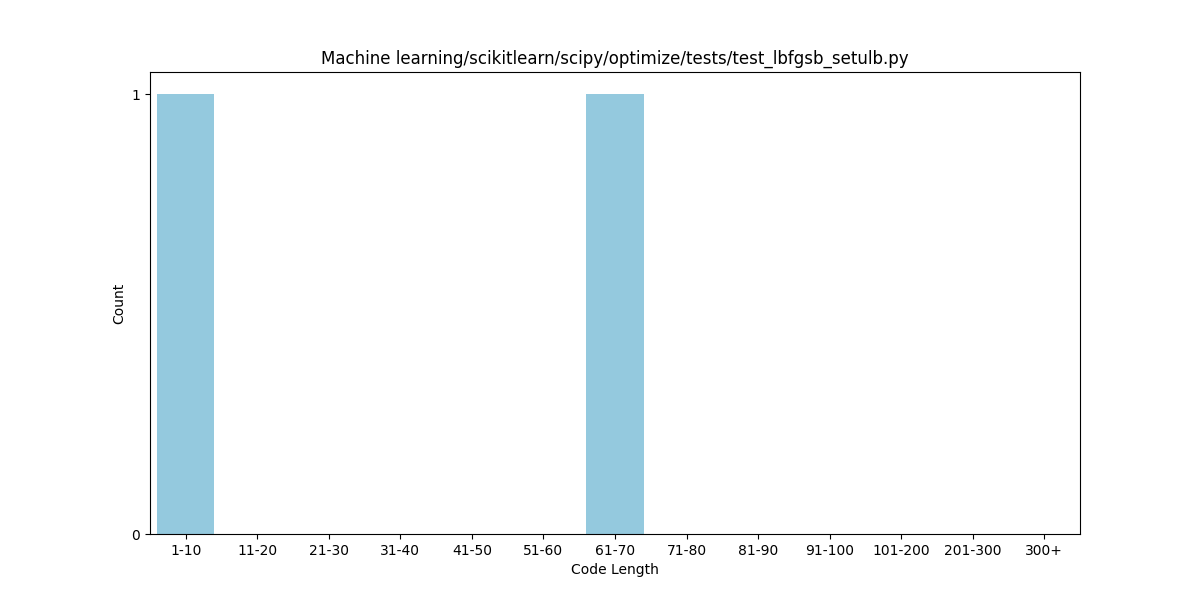 Machine learning/scikitlearn/scipy/optimize/tests/test_lbfgsb_setulb.py
1
Count
0
1-10 11-20 21-30 31-40 41-50 51-60 61-70 71-80 81-90 91-100 101-200 201-300 300+
Code Length